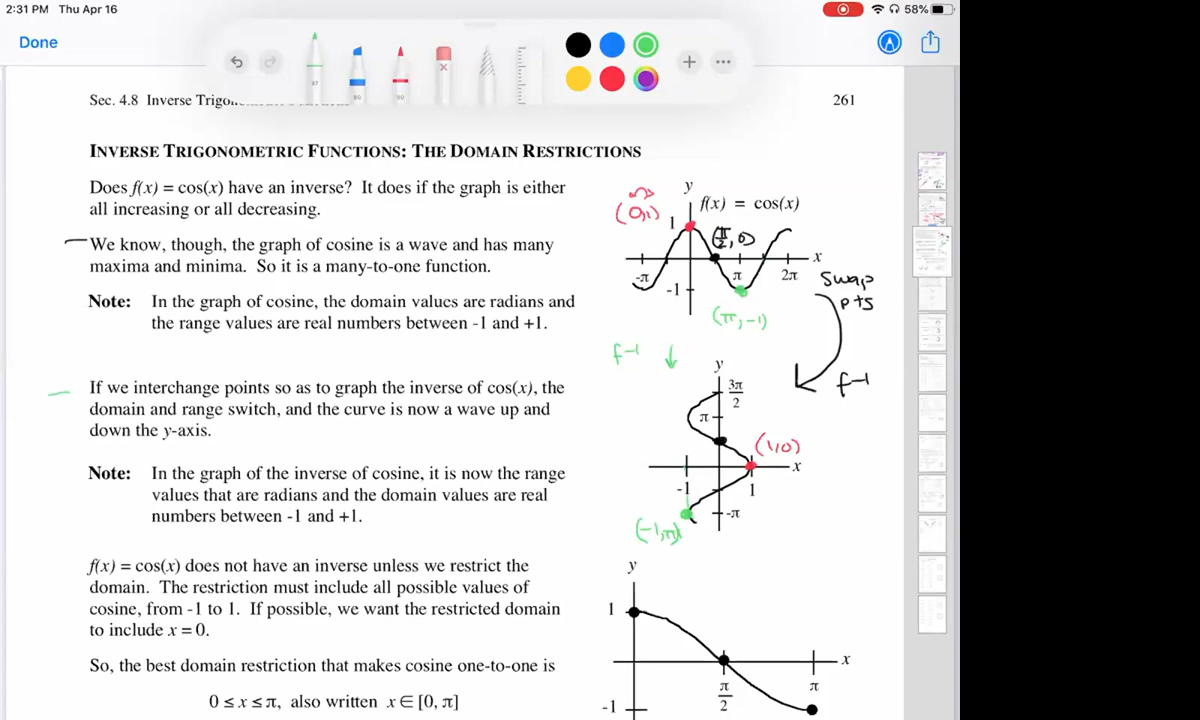 2:31 PM Thu Apr 16
58%
Done
Sec. 4.8 Inverse Trigo
261
INVERSE TRIGONOMETRIC FUNCTIONS: THE DOMAIN RESTRICTIONS
Does f(x) = cos(x) have an inverse? It does if the graph is either
all increasing or all decreasing.
We know, though, the graph of cosine is a wave and has many
maxima and minima. So it is a many-to-one function.
Note: In the graph of cosine, the domain values are radians and
the range values are real numbers between -1 and +1.
y
f(x) = cos(x)
(0,1)
1
(π/2, 0)
x
-π
π
2π
-1
(π, -1)
swap
pts
f-1
If we interchange points so as to graph the inverse of cos(x), the
domain and range switch, and the curve is now a wave up and
down the y-axis.
Note: In the graph of the inverse of cosine, it is now the range
values that are radians and the domain values are real
numbers between -1 and +1.
f-1
y
3π
2
π
(1,0)
x
-1
1
-π
(-1,π)
f(x) = cos(x) does not have an inverse unless we restrict the
domain. The restriction must include all possible values of
cosine, from -1 to 1. If possible, we want the restricted domain
to include x = 0.
So, the best domain restriction that makes cosine one-to-one is
0 ≤ x ≤ π, also written x ∈ [0, π]
y
1
x
π
2
π
-1